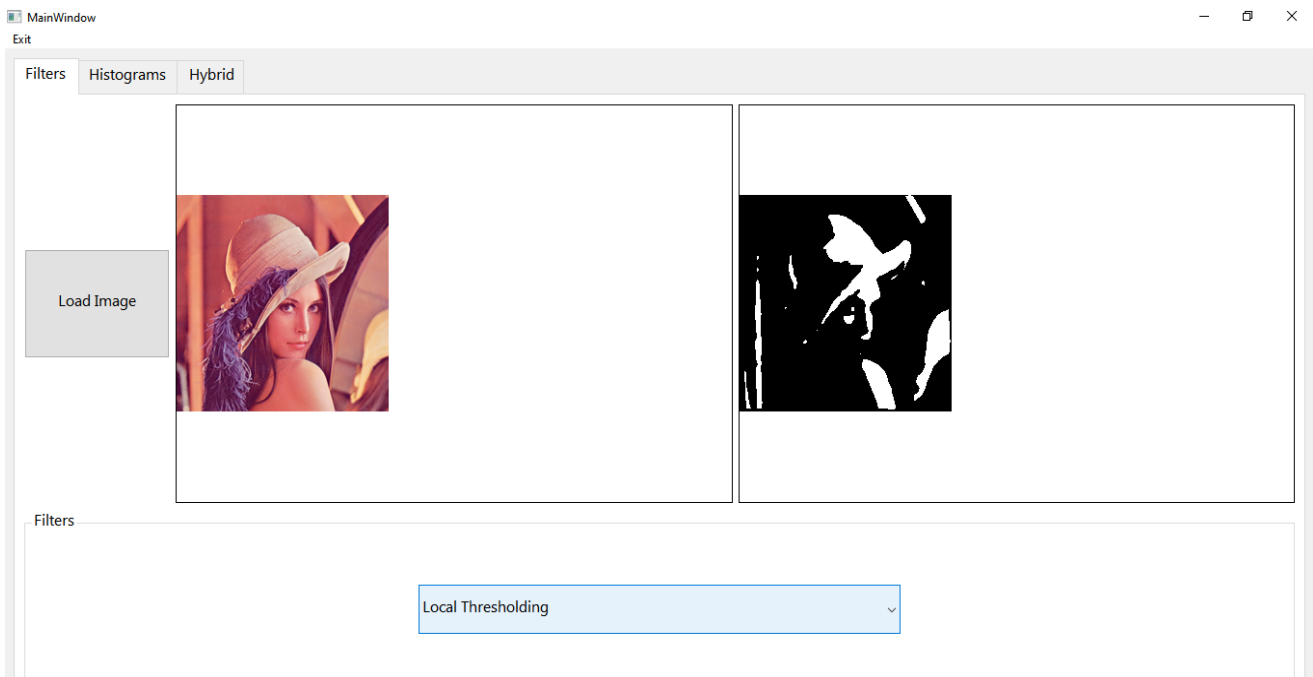 MainWindow
Exit
Filters Histograms Hybrid
Load Image
Filters
Local Thresholding